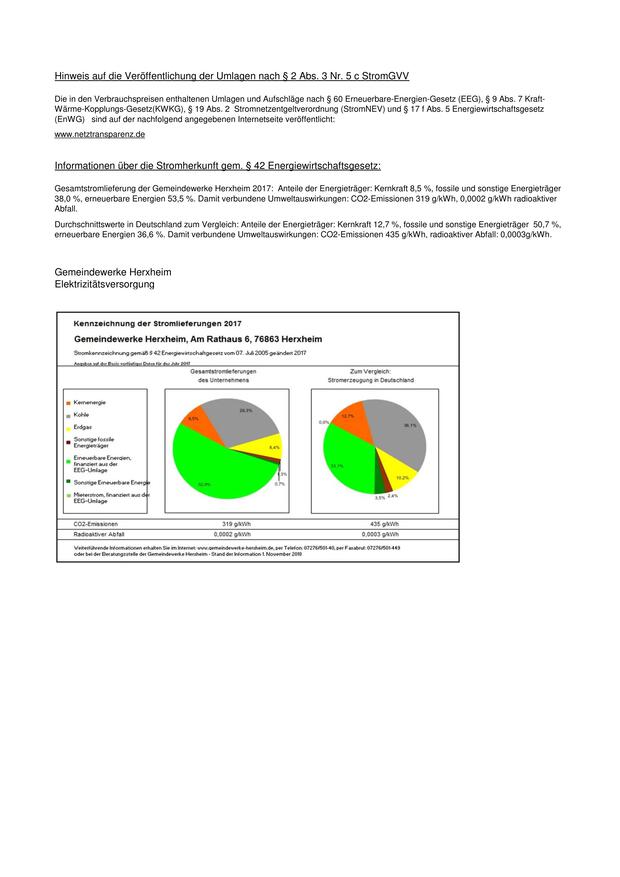 Hinweis auf die Veröffentlichung der Umlagen nach § 2 Abs. 3 Nr. 5 c StromGVV
Die in den Verbrauchspreisen enthaltenen Umlagen und Aufschläge nach § 60 Erneuerbare-Energien-Gesetz (EEG), § 9 Abs. 7 Kraft-
Wärme-Kopplungs-Gesetz(KWKG), § 19 Abs. 2 Stromnetzentgeltverordnung (StromNEV) und § 17 f Abs. 5 Energiewirtschaftsgesetz
(EnWG) sind auf der nachfolgend angegebenen Internetseite veröffentlicht:
www.netztransparenz.de
Informationen über die Stromherkunft gem. § 42 Energiewirtschaftsgesetz:
Gesamtstromlieferung der Gemeindewerke Herxheim 2017: Anteile der Energieträger: Kernkraft 8,5 %, fossile und sonstige Energieträger
38,0 %, erneuerbare Energien 53,5 %. Damit verbundene Umweltauswirkungen: CO2-Emissionen 319 g/kWh, 0,0002 g/kWh radioaktiver
Abfall.
Durchschnittswerte in Deutschland zum Vergleich: Anteile der Energieträger: Kernkraft 12,7 %, fossile und sonstige Energieträger 50,7 %,
erneuerbare Energien 36,6 %. Damit verbundene Umweltauswirkungen: CO2-Emissionen 435 g/kWh, radioaktiver Abfall: 0,0003g/kWh.
Gemeindewerke Herxheim
Elektrizitätsversorgung
Kennzeichnung der Stromlieferungen 2017
Gemeindewerke Herxheim, Am Rathaus 6, 76863 Herxheim
Stromkennzeichnung gemäß § 42 Energiewirtschaftgesetz vom 07. Juli 2005 geändert 2017
Angaben auf der Basis vorläufiger Daten für das Jahr 2017
Gesamtstromlieferungen
des Unternehmens
Zum Vergleich:
Stromerzeugung in Deutschland
Kernenergie
Kohle
Erdgas
Sonstige fossile
Energieträger
Erneuerbare Energien,
finanziert aus der
EEG-Umlage
Sonstige Erneuerbare Energie
Mieterstrom, finanziert aus der
EEG-Umlage
8,5%
28,3%
8,4%
0,7%
0,0%
12,7%
38,1%
10,2%
2,4%
3,5%
CO2-Emissionen 319 g/kWh 435 g/kWh
Radioaktiver Abfall 0,0002 g/kWh 0,0003 g/kWh
Weiterführende Informationen erhalten Sie im Internet: www.gemeindewerke-herxheim.de, per Telefon: 07276/501-40, per Faxabruf: 07276/501-449
oder bei der Beratungsstelle der Gemeindewerke Herxheim - Stand der Information 1. November 2018